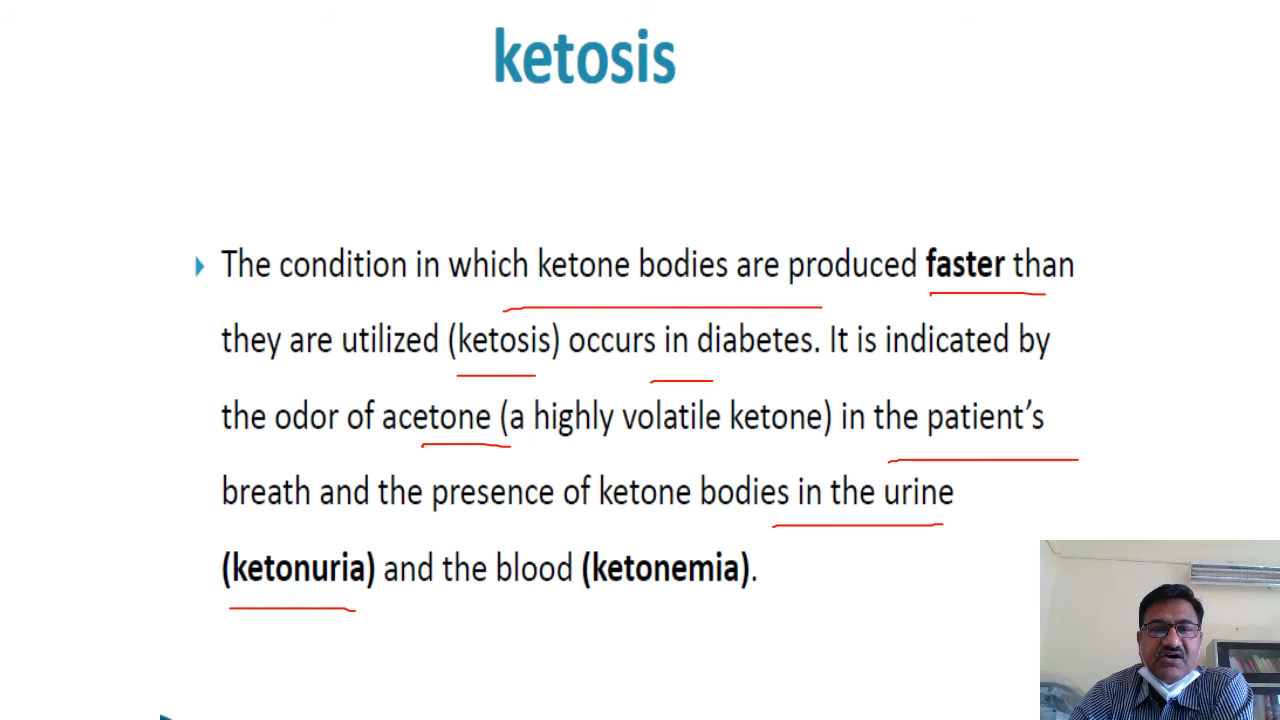 ketosis
The condition in which ketone bodies are produced faster than
they are utilized (ketosis) occurs in diabetes. It is indicated by
the odor of acetone (a highly volatile ketone) in the patient’s
breath and the presence of ketone bodies in the urine
(ketonuria) and the blood (ketonemia).